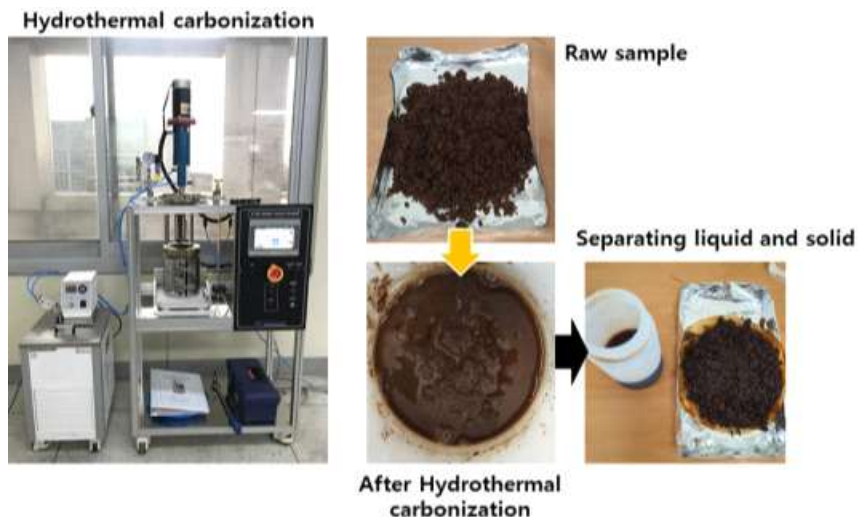 Hydrothermal carbonization
Raw sample
Separating liquid and solid
After Hydrothermal
carbonization